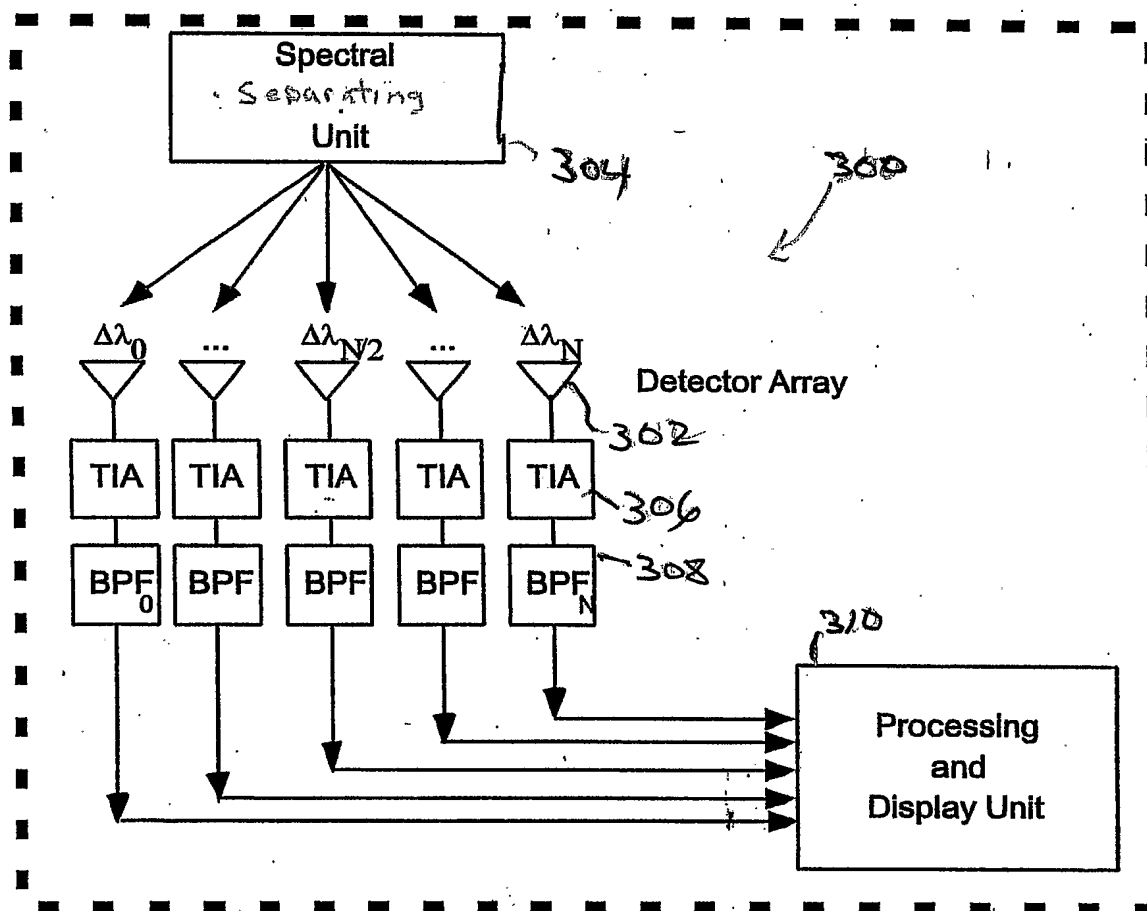 Spectral
Separating
Unit
304
300
Δλ0 ... ΔλN/2 ... ΔλN
Detector Array
302
TIA TIA TIA TIA TIA
306
BPF0 BPF BPF BPF BPFN
308
310
Processing
and
Display Unit